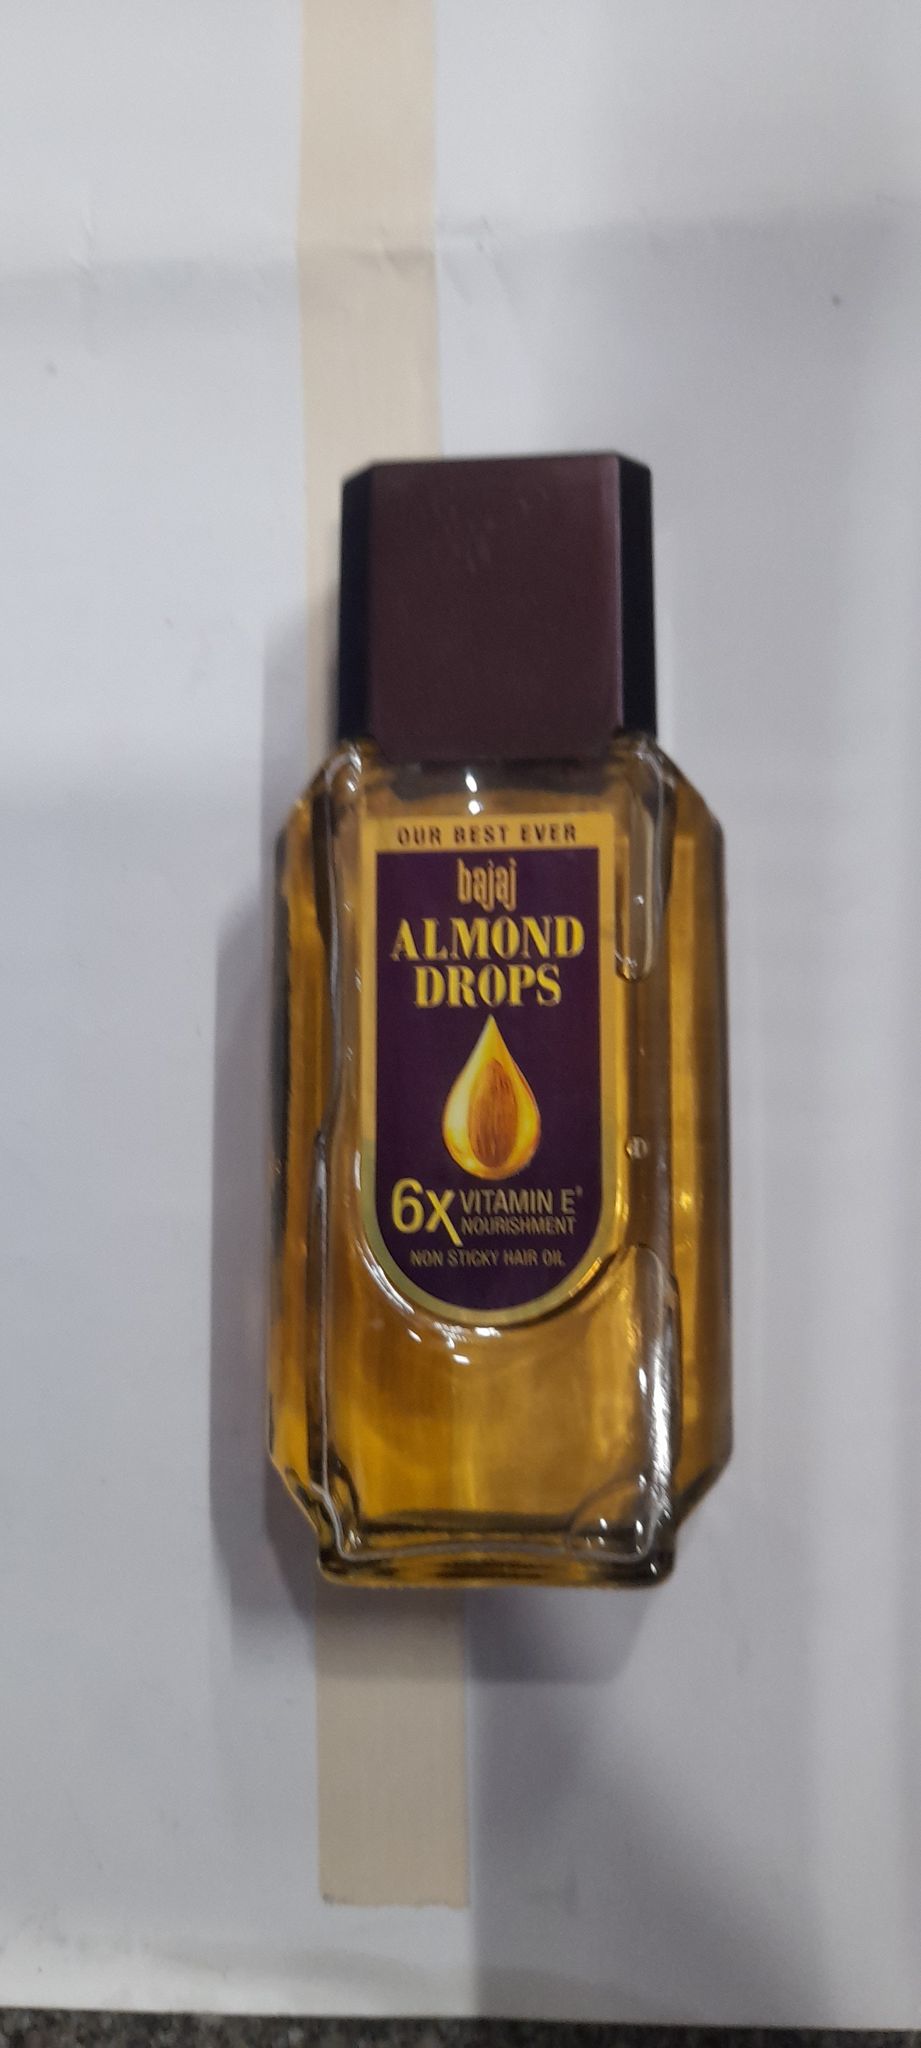 OUR BEST EVER
bajaj
ALMOND
DROPS
6X VITAMIN E*
NOURISHMENT
NON STICKY HAIR OIL